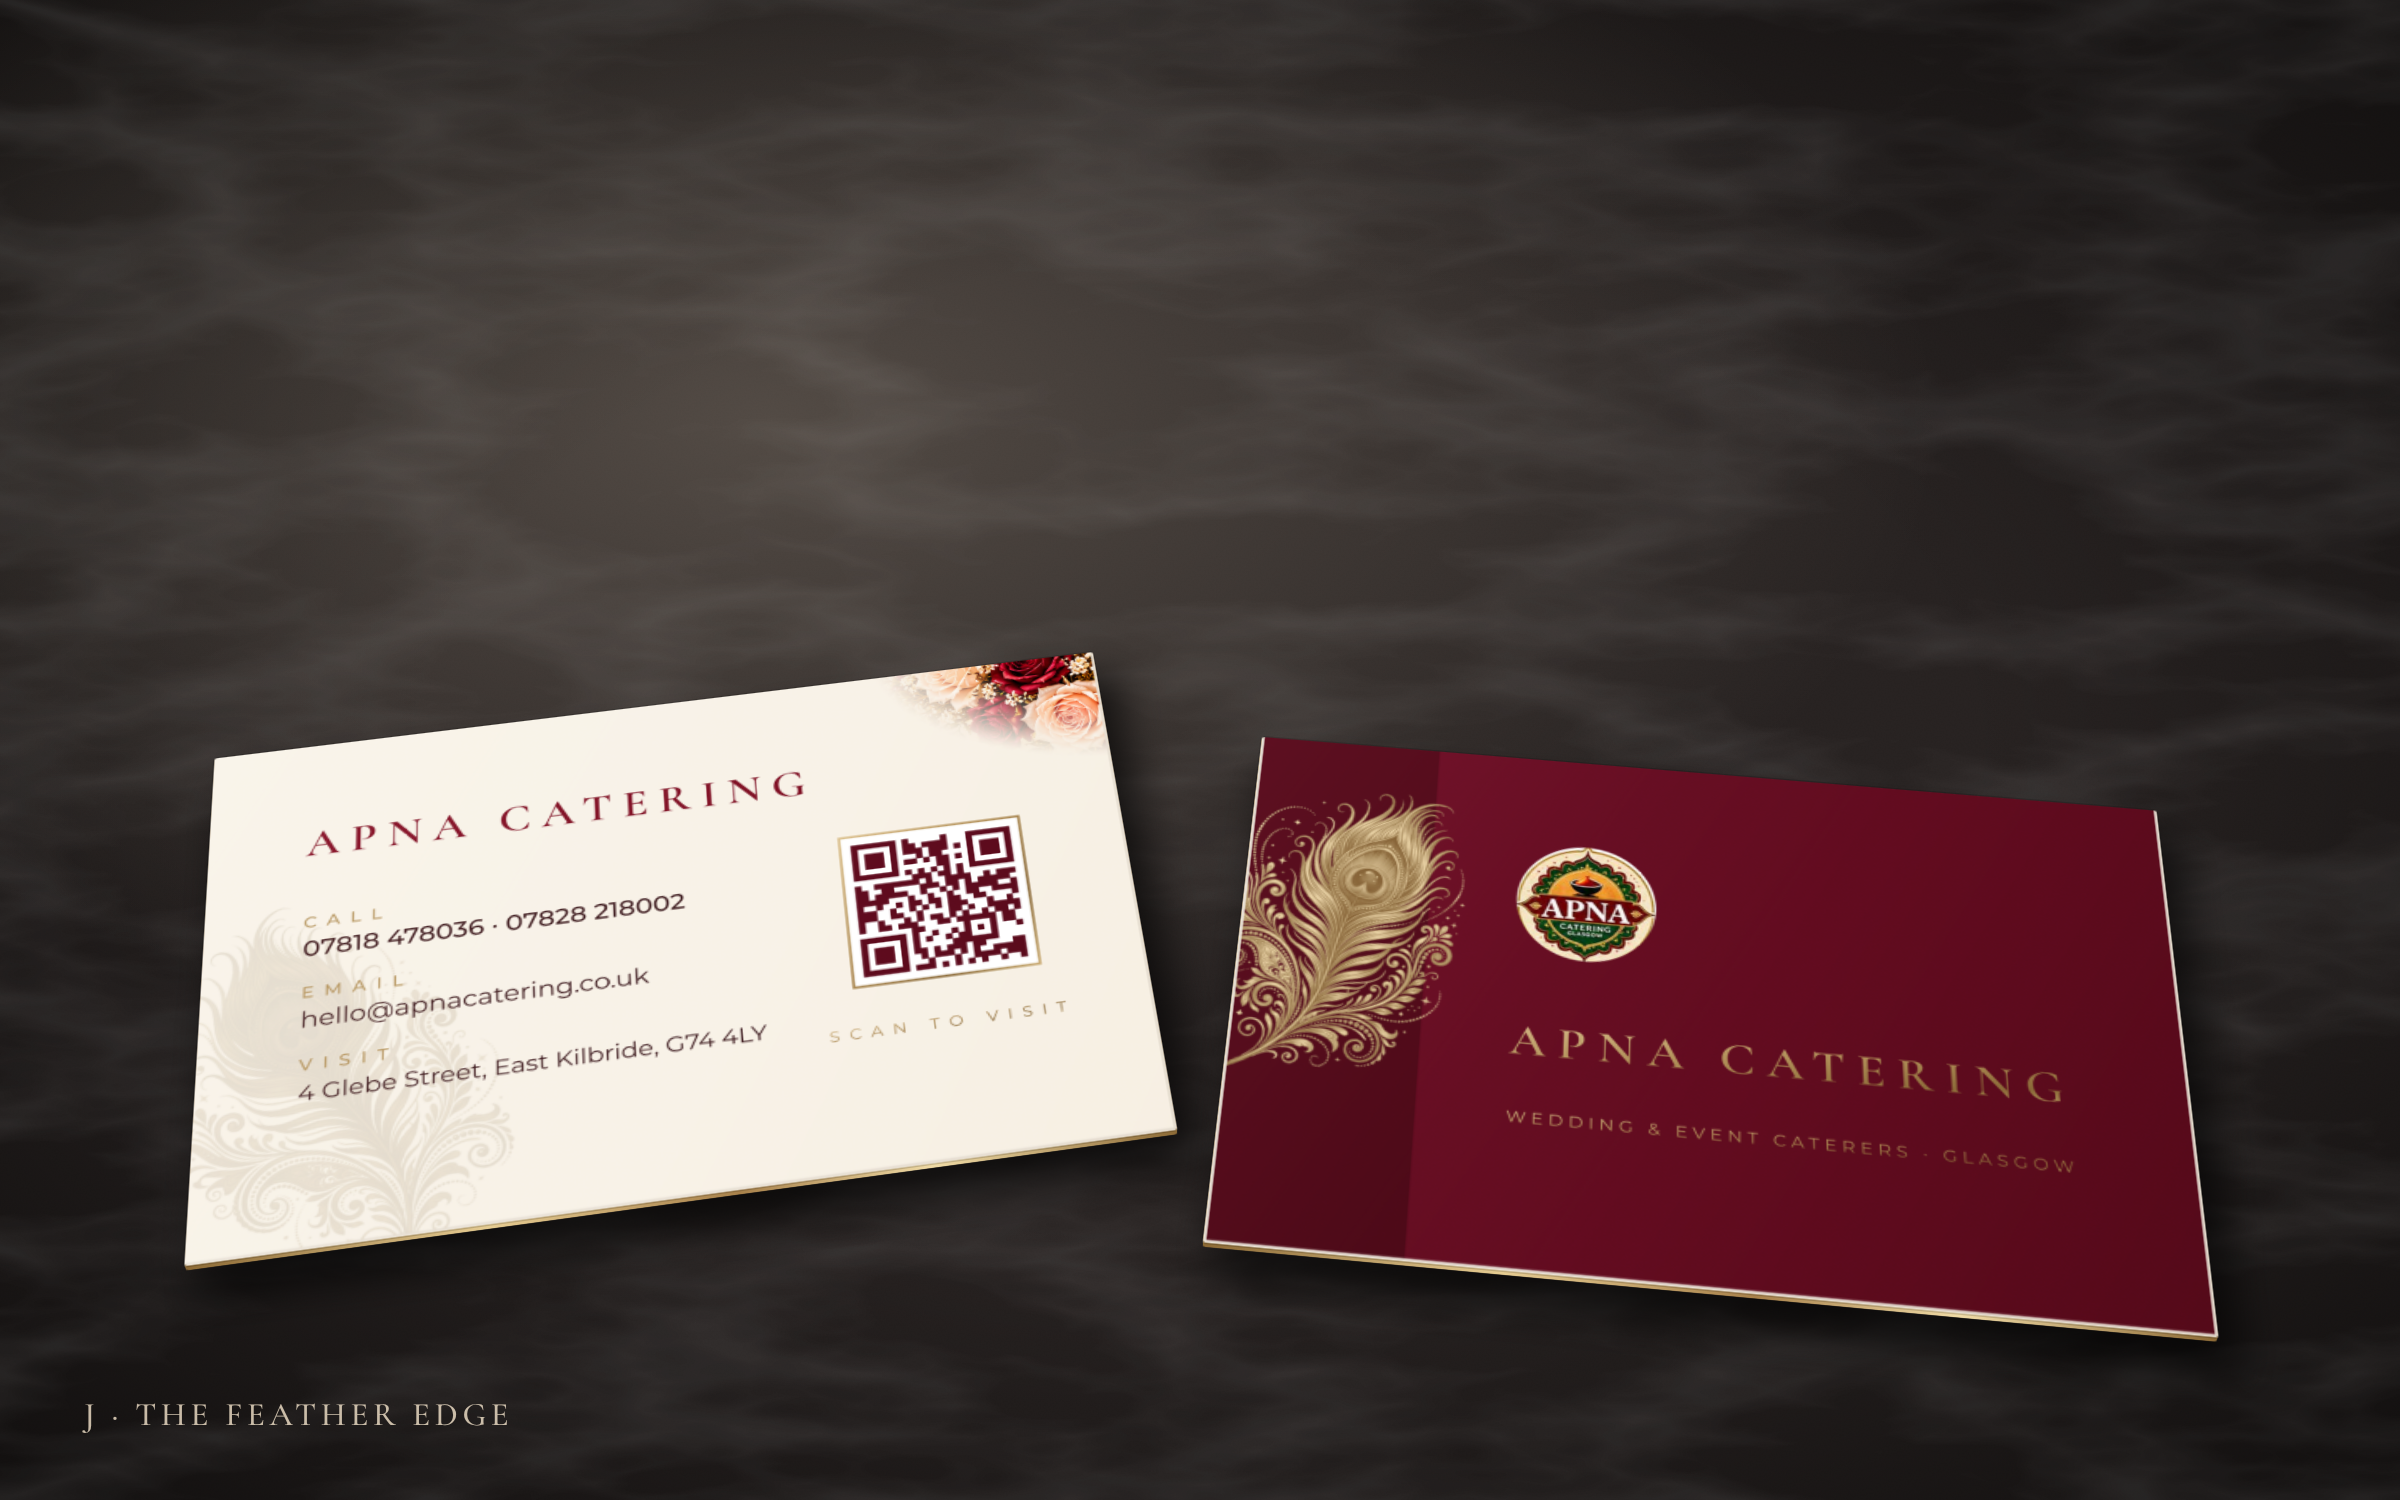 APNA CATERING
CALL
07818 478036 · 07828 218002
EMAIL
hello@apnacatering.co.uk
VISIT
4 Glebe Street, East Kilbride, G74 4LY
SCAN TO VISIT
APNA
CATERING
GLASGOW
APNA CATERING
WEDDING & EVENT CATERERS · GLASGOW
J · THE FEATHER EDGE